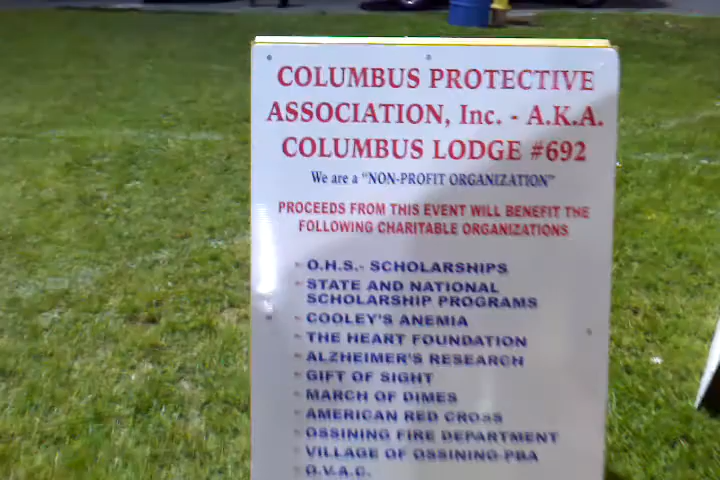 COLUMBUS PROTECTIVE
ASSOCIATION, Inc. - A.K.A.
COLUMBUS LODGE #692
We are a "NON-PROFIT ORGANIZATION"
PROCEEDS FROM THIS EVENT WILL BENEFIT THE
FOLLOWING CHARITABLE ORGANIZATIONS
- O.H.S.- SCHOLARSHIPS
- STATE AND NATIONAL
SCHOLARSHIP PROGRAMS
- COOLEY'S ANEMIA
- THE HEART FOUNDATION
- ALZHEIMER'S RESEARCH
- GIFT OF SIGHT
- MARCH OF DIMES
- AMERICAN RED CROSS
- OSSINING FIRE DEPARTMENT
- VILLAGE OF OSSINING PBA
- O.V.A.C.